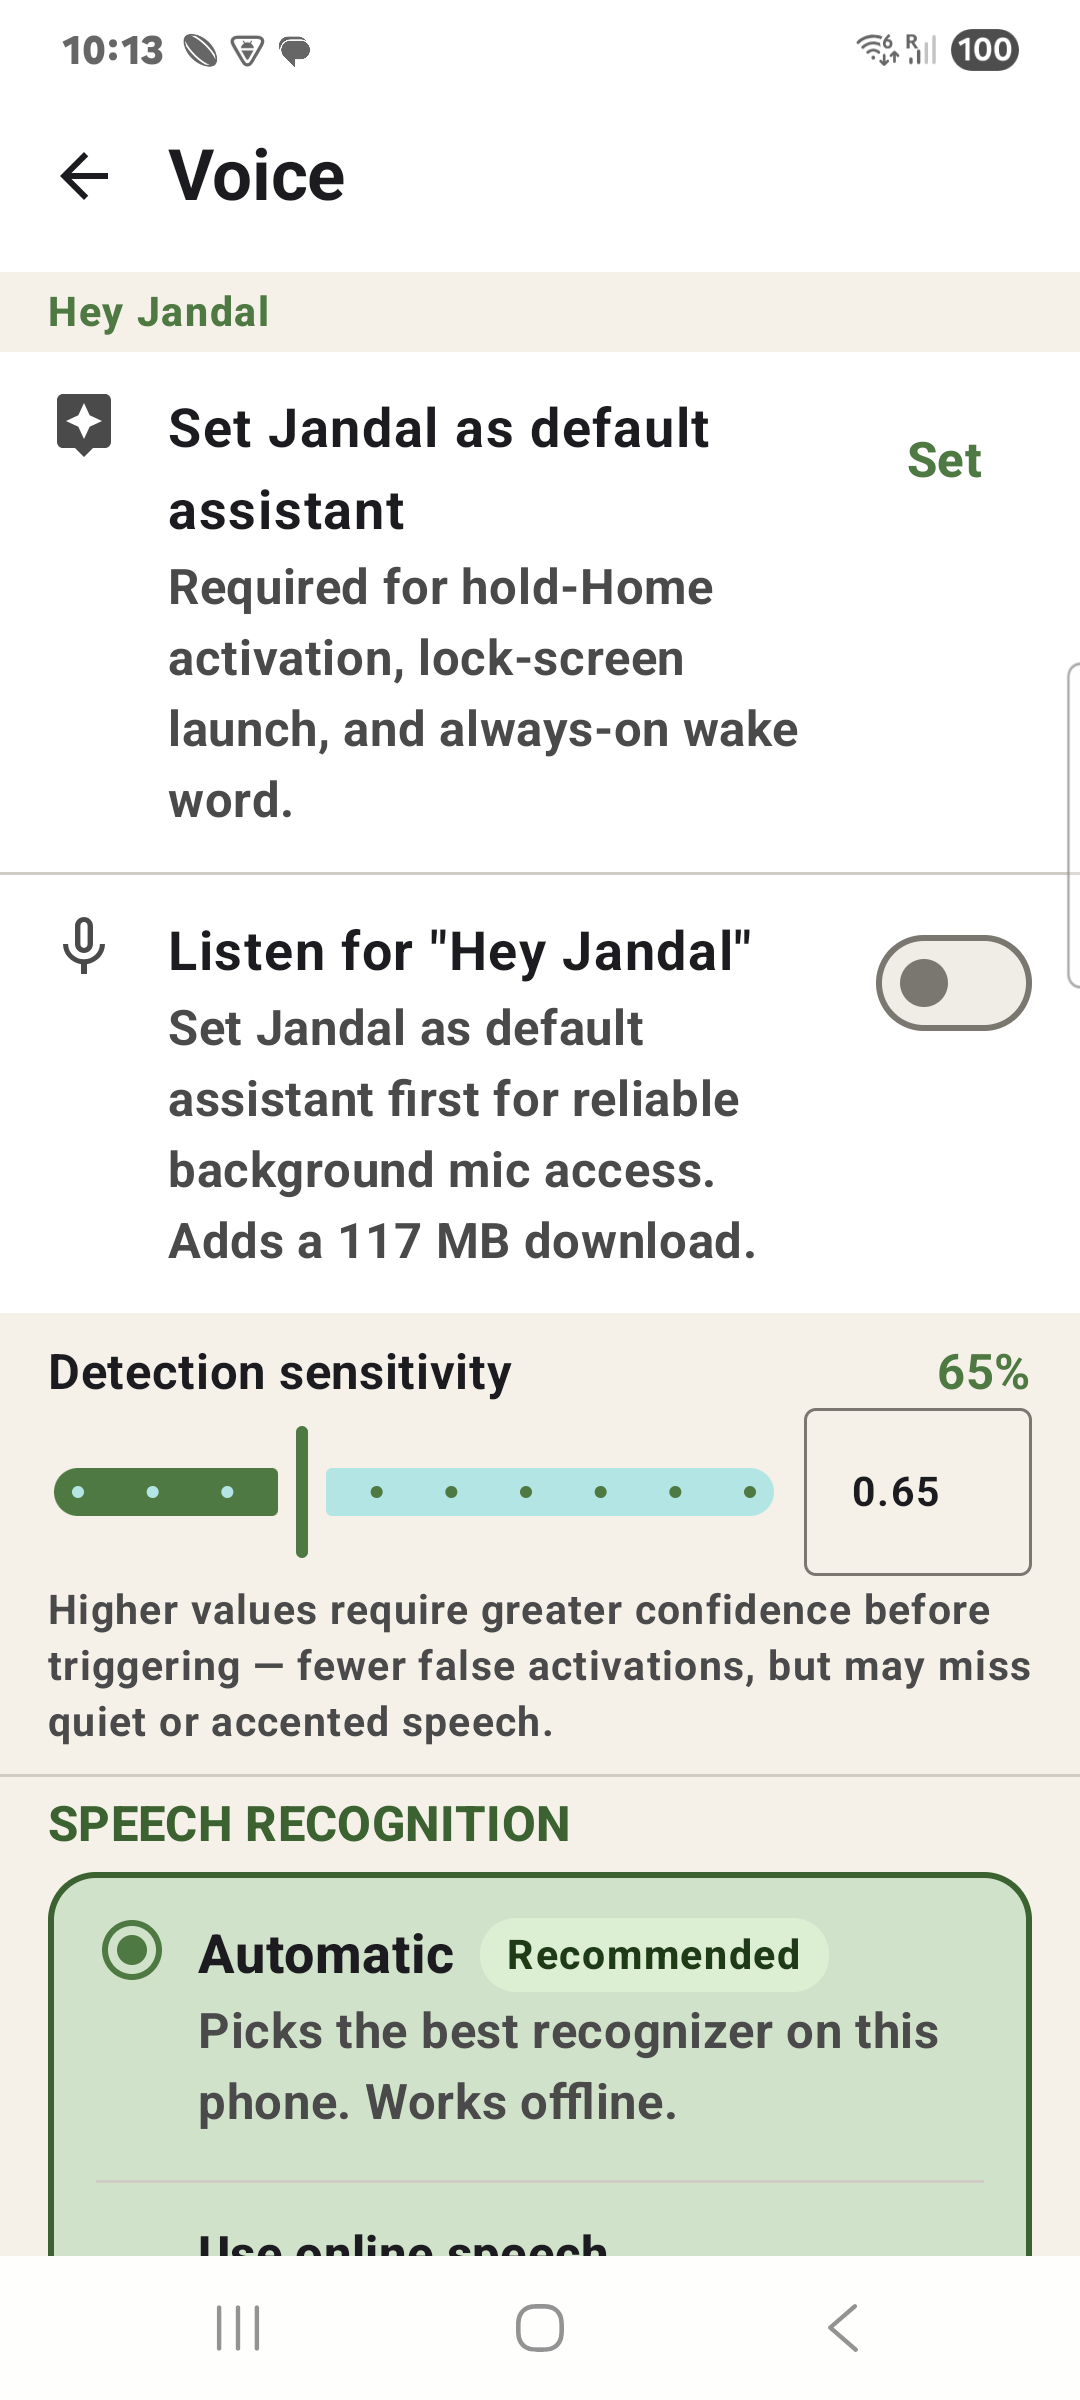 10:13
6
R
100
Voice
Hey Jandal
Set Jandal as default
assistant
Set
Required for hold-Home
activation, lock-screen
launch, and always-on wake
word.
Listen for "Hey Jandal"
Set Jandal as default
assistant first for reliable
background mic access.
Adds a 117 MB download.
Detection sensitivity
65%
0.65
Higher values require greater confidence before
triggering — fewer false activations, but may miss
quiet or accented speech.
SPEECH RECOGNITION
Automatic
Recommended
Picks the best recognizer on this
phone. Works offline.
Use online speech